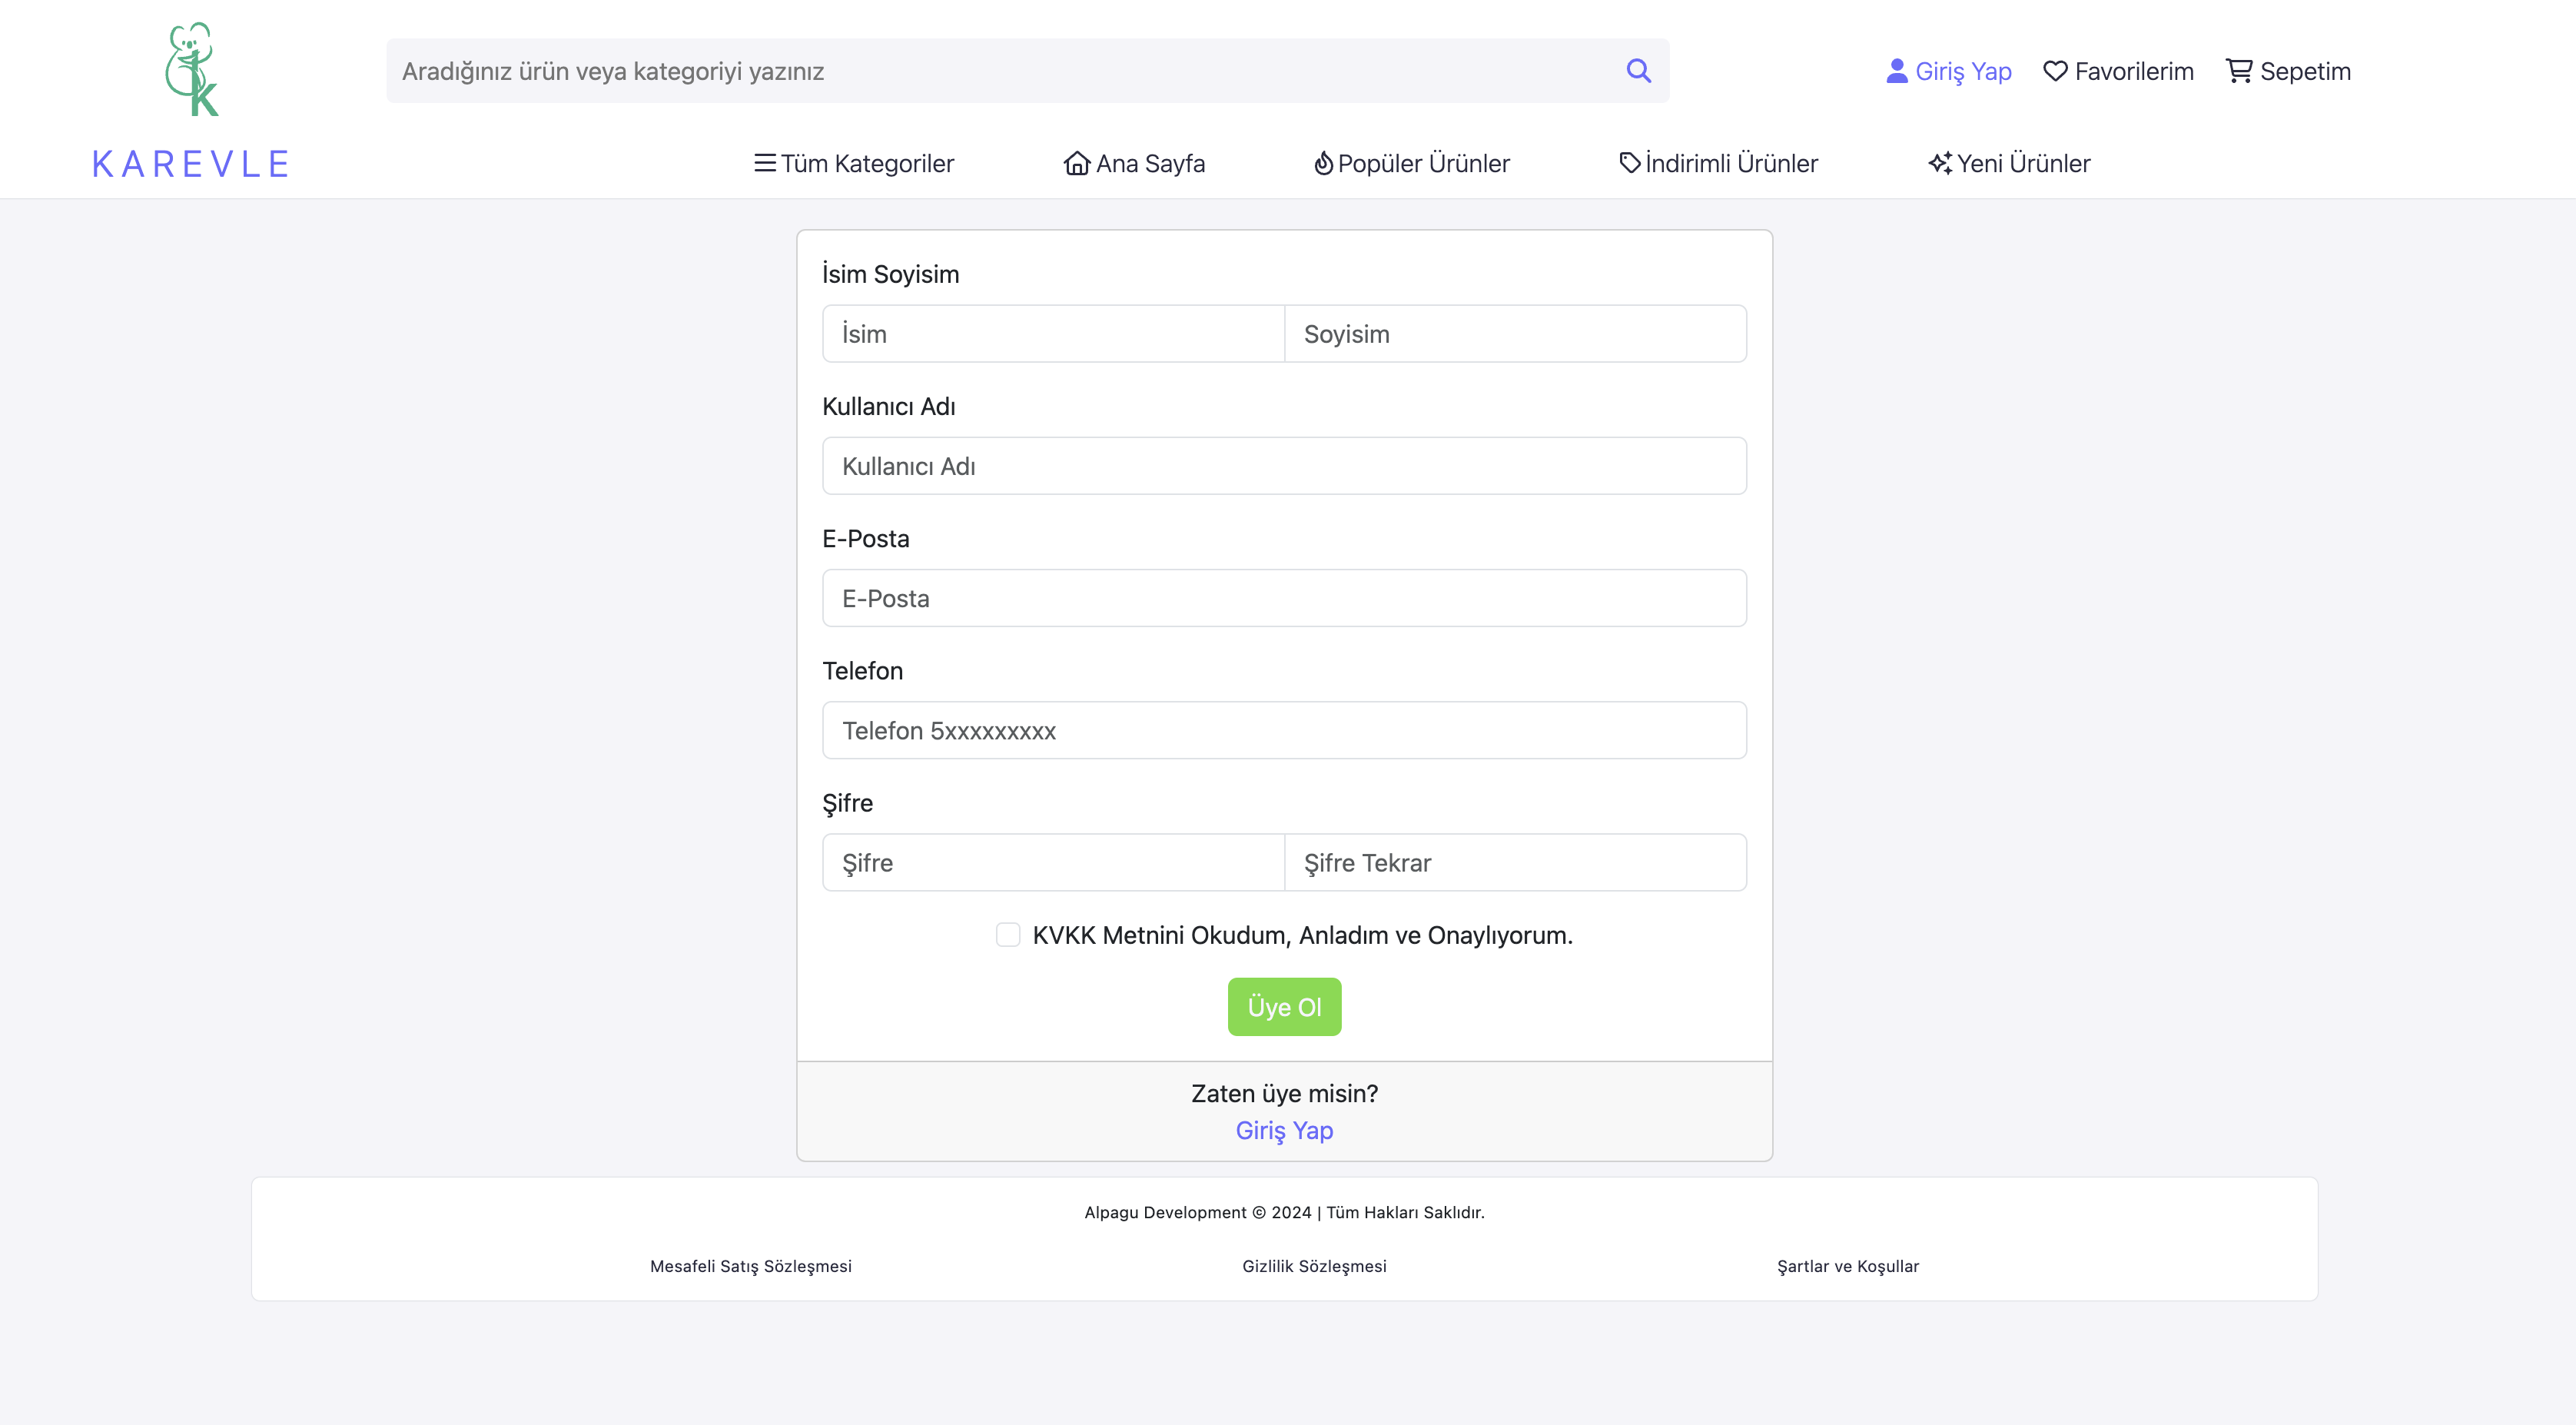 Aradığınız ürün veya kategoriyi yazınız
Giriş Yap Favorilerim Sepetim
k
KAREVLE
Tüm Kategoriler Ana Sayfa Popüler Ürünler İndirimli Ürünler Yeni Ürünler
İsim Soyisim
İsim Soyisim
Kullanıcı Adı
Kullanıcı Adı
E-Posta
E-Posta
Telefon
Telefon 5xxxxxxxxx
Şifre
Şifre Şifre Tekrar
KVKK Metnini Okudum, Anladım ve Onaylıyorum.
Üye Ol
Zaten üye misin?
Giriş Yap
Alpagu Development © 2024 | Tüm Hakları Saklıdır.
Mesafeli Satış Sözleşmesi Gizlilik Sözleşmesi Şartlar ve Koşullar